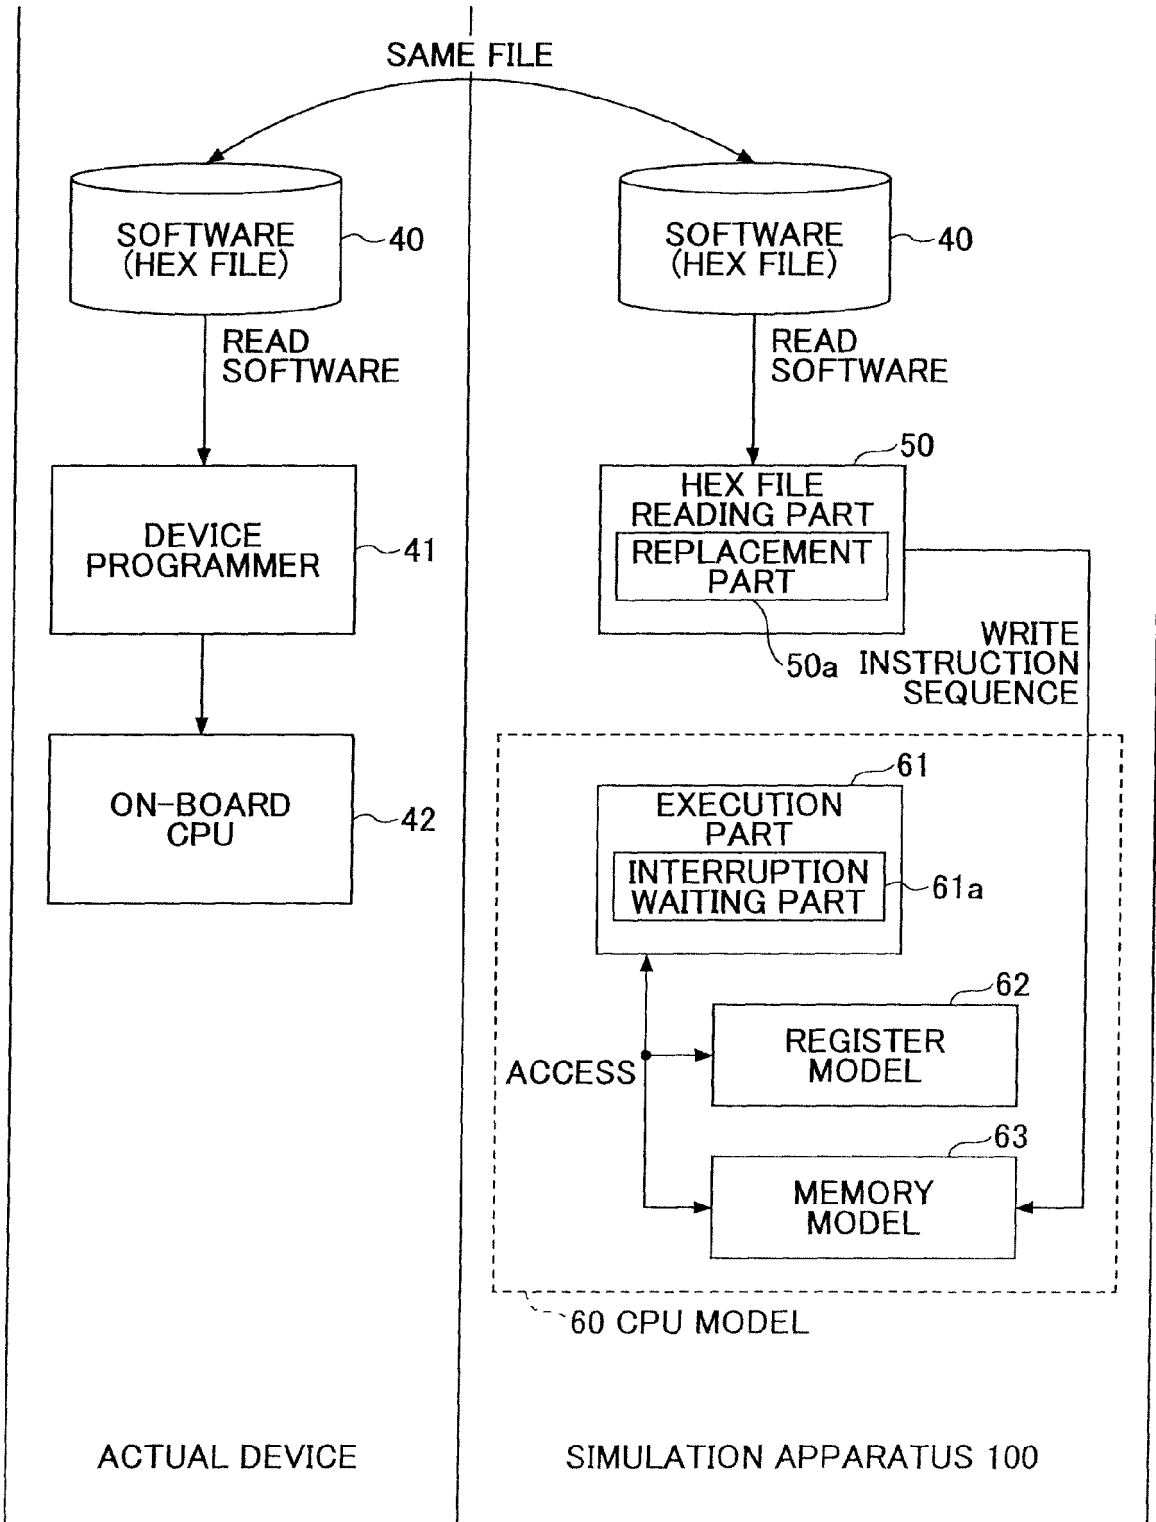 SAME FILE
SOFTWARE
(HEX FILE)
40
READ
SOFTWARE
DEVICE
PROGRAMMER
41
ON-BOARD
CPU
42
SOFTWARE
(HEX FILE)
40
READ
SOFTWARE
50
HEX FILE
READING PART
REPLACEMENT
PART
50a
WRITE
INSTRUCTION
SEQUENCE
61
EXECUTION
PART
INTERRUPTION
WAITING PART
61a
62
REGISTER
MODEL
ACCESS
63
MEMORY
MODEL
60 CPU MODEL
ACTUAL DEVICE
SIMULATION APPARATUS 100